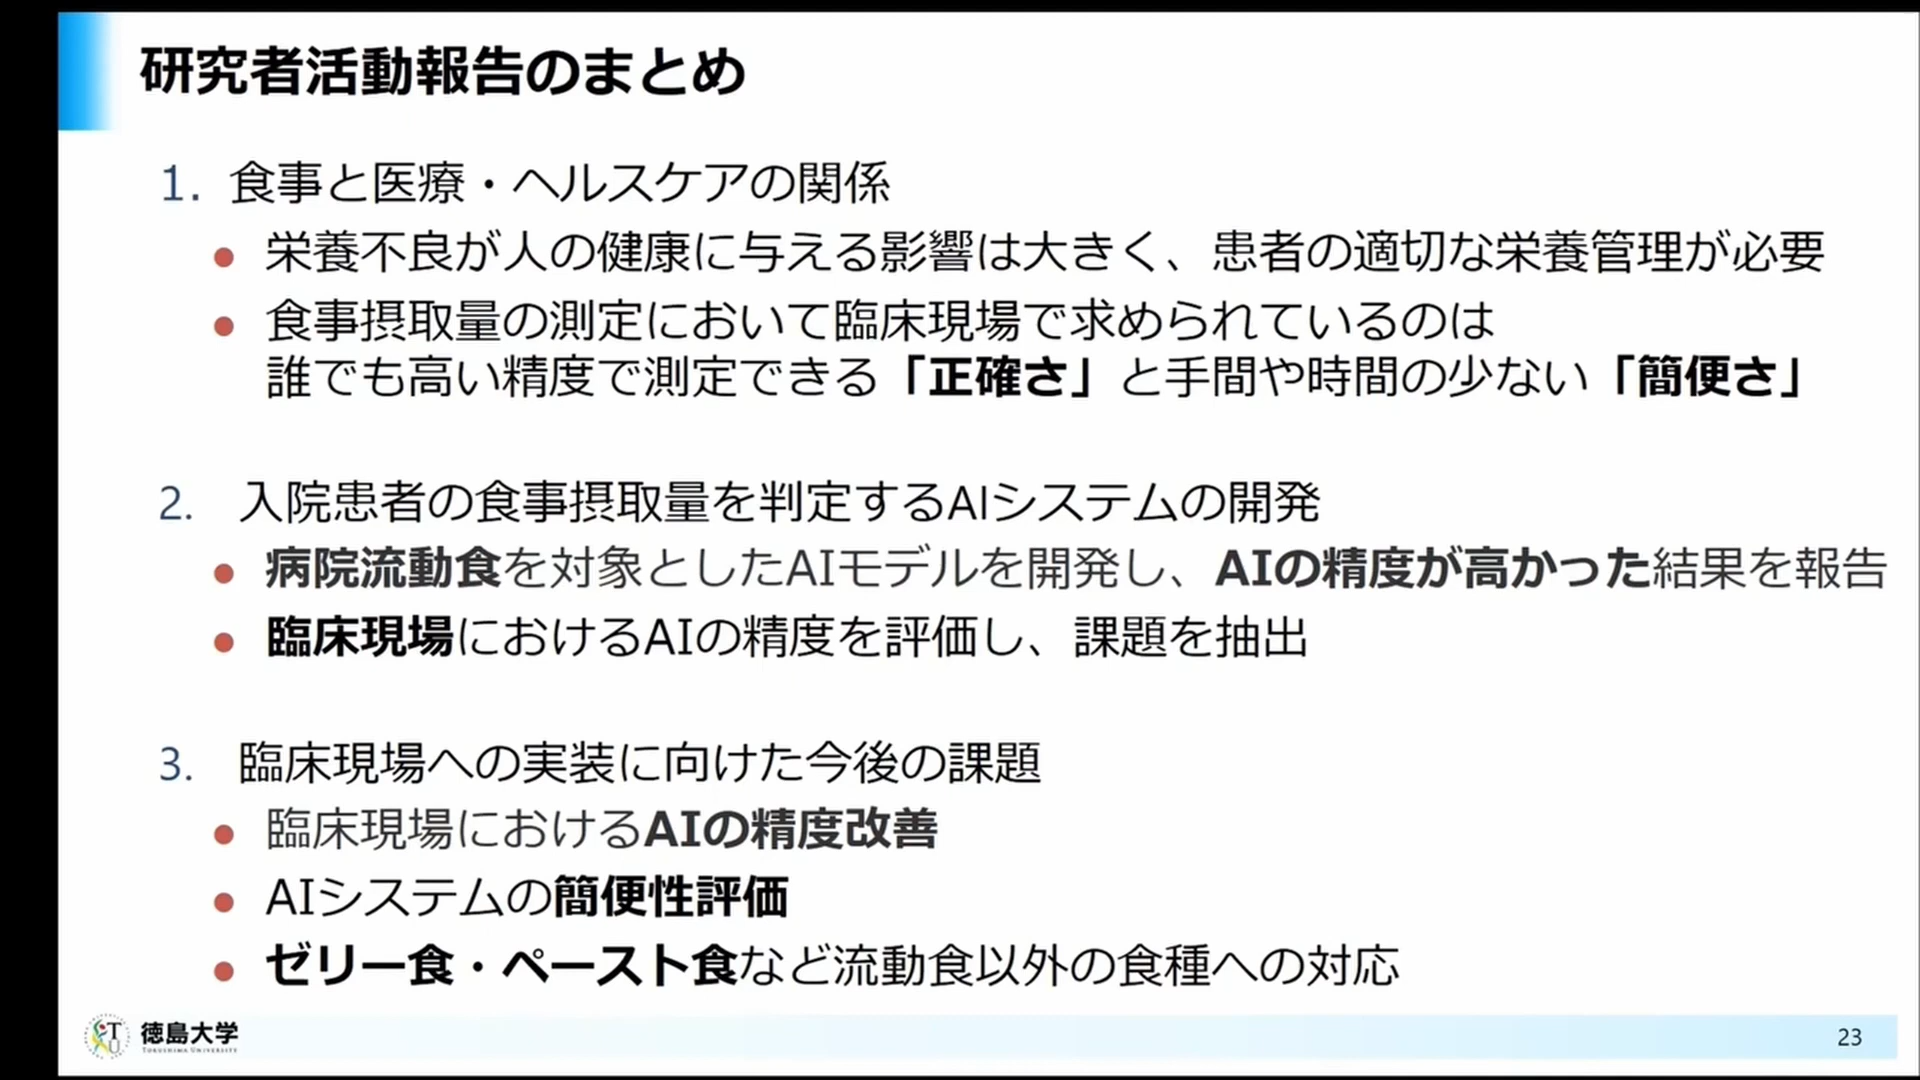 研究者活動報告のまとめ
1. 食事と医療・ヘルスケアの関係
● 栄養不良が人の健康に与える影響は大きく、患者の適切な栄養管理が必要
● 食事摂取量の測定において臨床現場で求められているのは
誰でも高い精度で測定できる「正確さ」と手間や時間の少ない「簡便さ」
2. 入院患者の食事摂取量を判定するAIシステムの開発
● 病院流動食を対象としたAIモデルを開発し、AIの精度が高かった結果を報告
● 臨床現場におけるAIの精度を評価し、課題を抽出
3. 臨床現場への実装に向けた今後の課題
● 臨床現場におけるAIの精度改善
● AIシステムの簡便性評価
● ゼリー食・ペースト食など流動食以外の食種への対応
TU 徳島大学
TOKUSHIMA UNIVERSITY
23